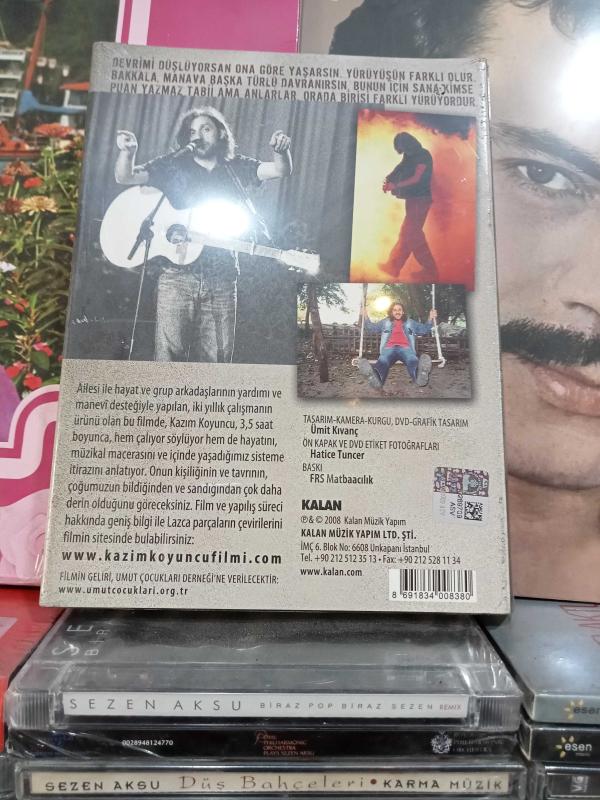 DEVRİMİ DÜŞLÜYORSAN ONA GÖRE YAŞARSIN. YÜRÜYÜŞÜN FARKLI OLUR.
BAKKALA, MANAVA BAŞKA TÜRLÜ DAVRANIRSIN, BUNUN İÇİN SANA KİMSE
PUAN YAZMAZ TABİİ AMA ANLARLAR, ORADA BİRİSİ FARKLI YÜRÜYORDUR.
Ailesi ile hayat ve grup arkadaşlarının yardımı ve
manevî desteğiyle yapılan, iki yıllık çalışmanın
ürünü olan bu filmde, Kazım Koyuncu, 3,5 saat
boyunca, hem çalıyor söylüyor hem de hayatını,
müzikal macerasını ve içinde yaşadığımız sisteme
itirazını anlatıyor. Onun kişiliğinin ve tavrının,
çoğumuzun bildiğinden ve sandığından çok daha
derin olduğunu göreceksiniz. Film ve yapılış süreci
hakkında geniş bilgi ile Lazca parçaların çevirilerini
filmin sitesinde bulabilirsiniz:
www.kazimkoyuncufilmi.com
FİLMİN GELİRİ, UMUT ÇOCUKLARI DERNEĞİ'NE VERİLECEKTİR:
www.umutcocuklari.org.tr
TASARIM-KAMERA-KURGU, DVD-GRAFİK TASARIM
Ümit Kıvanç
ÖN KAPAK VE DVD ETİKET FOTOĞRAFLARI
Hatice Tuncer
BASKI
FRS Matbaacılık
KALAN
℗ & © 2008 Kalan Müzik Yapım
KALAN MÜZİK YAPIM LTD. ŞTİ.
İMÇ 6. Blok No: 6608 Unkapanı İstanbul
Tel. +90 212 512 35 13 • Fax: +90 212 528 11 34
www.kalan.com
8 691834 008380
SEZEN AKSU BİRAZ POP BİRAZ SEZEN REMIX
0028948124770
PHILHARMONIC
ORCHESTRA
PLAYS SEZEN AKSU
SEZEN AKSU Düş Bahçeleri • KARMA MÜZİK
esen
esen